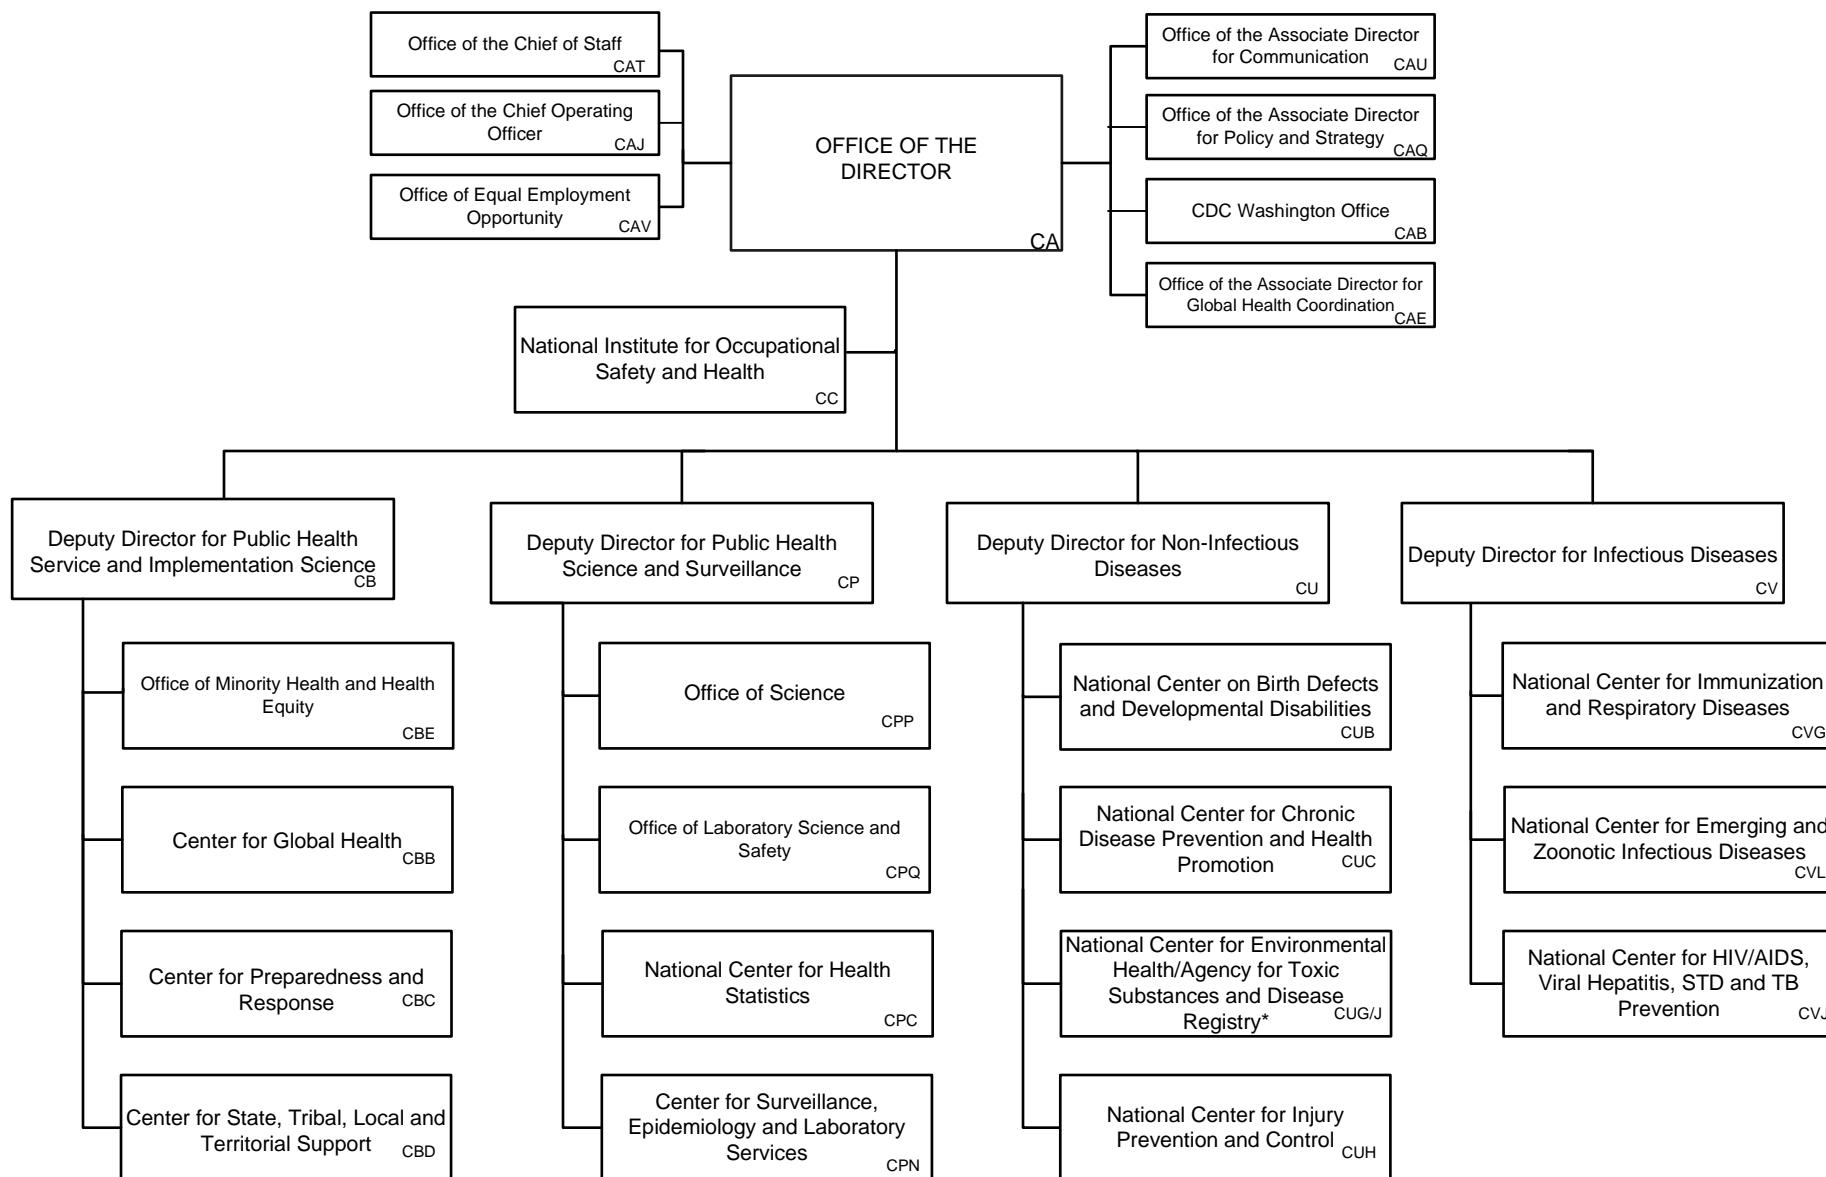 Office of the Chief of Staff
CAT
Office of the Chief Operating
Officer
CAJ
Office of Equal Employment
Opportunity
CAV
OFFICE OF THE
DIRECTOR
CA
Office of the Associate Director
for Communication
CAU
Office of the Associate Director
for Policy and Strategy
CAQ
CDC Washington Office
CAB
Office of the Associate Director for
Global Health Coordination
CAE
National Institute for Occupational
Safety and Health
CC
Deputy Director for Public Health
Service and Implementation Science
CB
Deputy Director for Public Health
Science and Surveillance
CP
Deputy Director for Non-Infectious
Diseases
CU
Deputy Director for Infectious Diseases
CV
Office of Minority Health and Health
Equity
CBE
Center for Global Health
CBB
Center for Preparedness and
Response
CBC
Center for State, Tribal, Local and
Territorial Support
CBD
Office of Science
CPP
Office of Laboratory Science and
Safety
CPQ
National Center for Health
Statistics
CPC
Center for Surveillance,
Epidemiology and Laboratory
Services
CPN
National Center on Birth Defects
and Developmental Disabilities
CUB
National Center for Chronic
Disease Prevention and Health
Promotion
CUC
National Center for Environmental
Health/Agency for Toxic
Substances and Disease
Registry*
CUG/J
National Center for Injury
Prevention and Control
CUH
National Center for Immunization
and Respiratory Diseases
CVG
National Center for Emerging and
Zoonotic Infectious Diseases
CVL
National Center for HIV/AIDS,
Viral Hepatitis, STD and TB
Prevention
CVJ